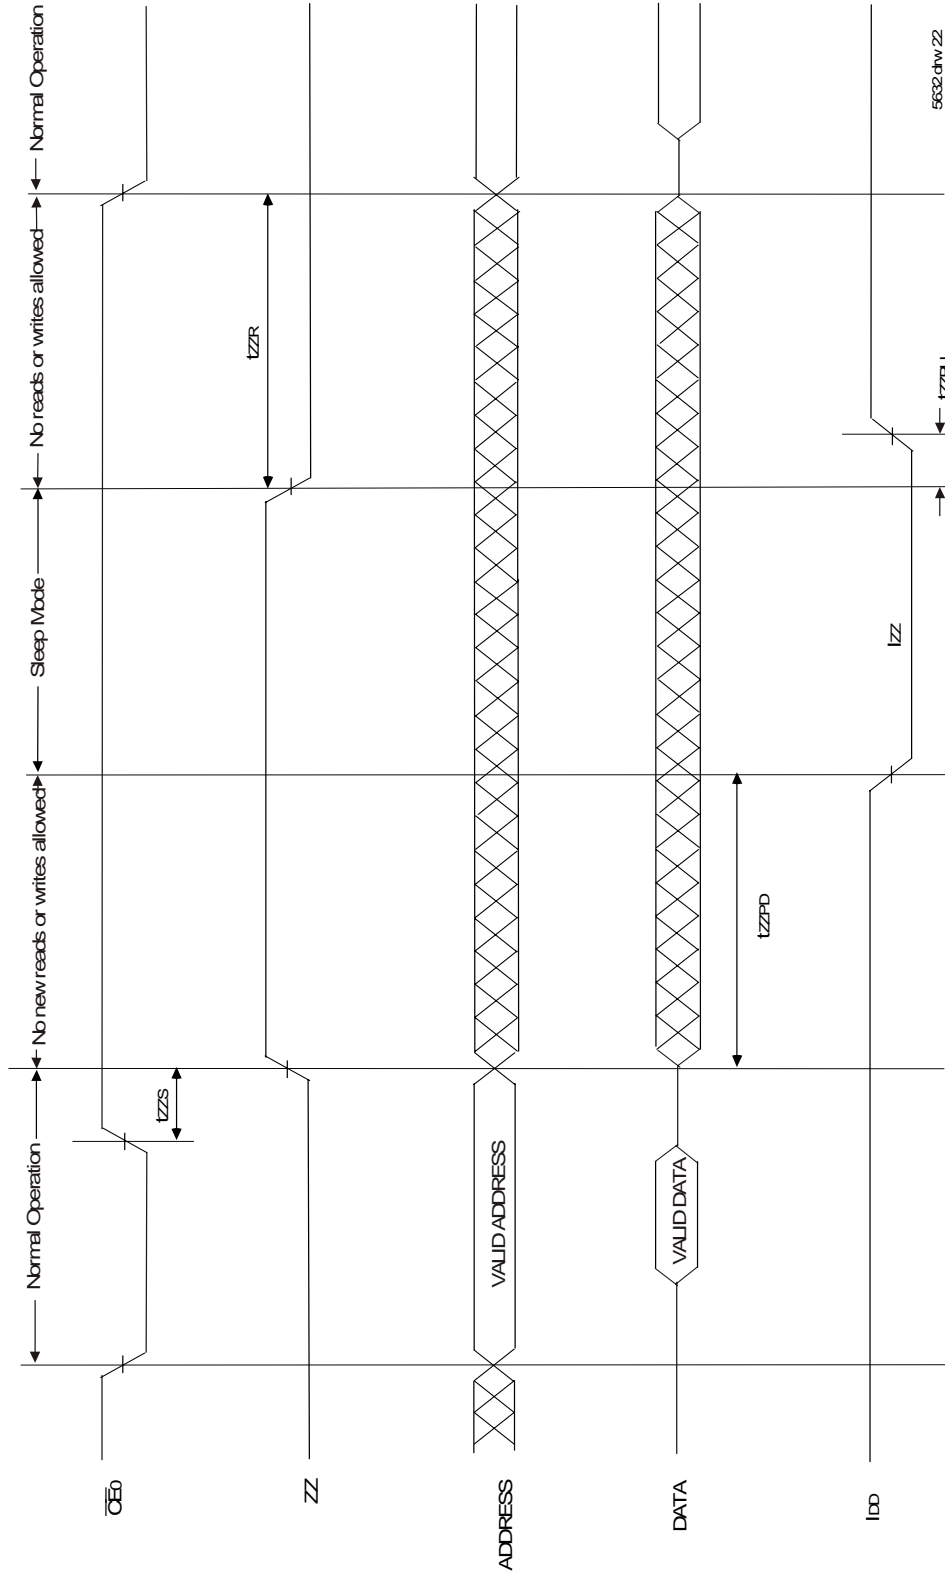 Normal Operation
No new reads or writes allowed
Sleep Mode
No reads or writes allowed
Normal Operation
CE0
tZZS
ZZ
tZZR
ADDRESS
VALID ADDRESS
DATA
VALID DATA
tZZPD
IDD
IZZ
5632 drw 22